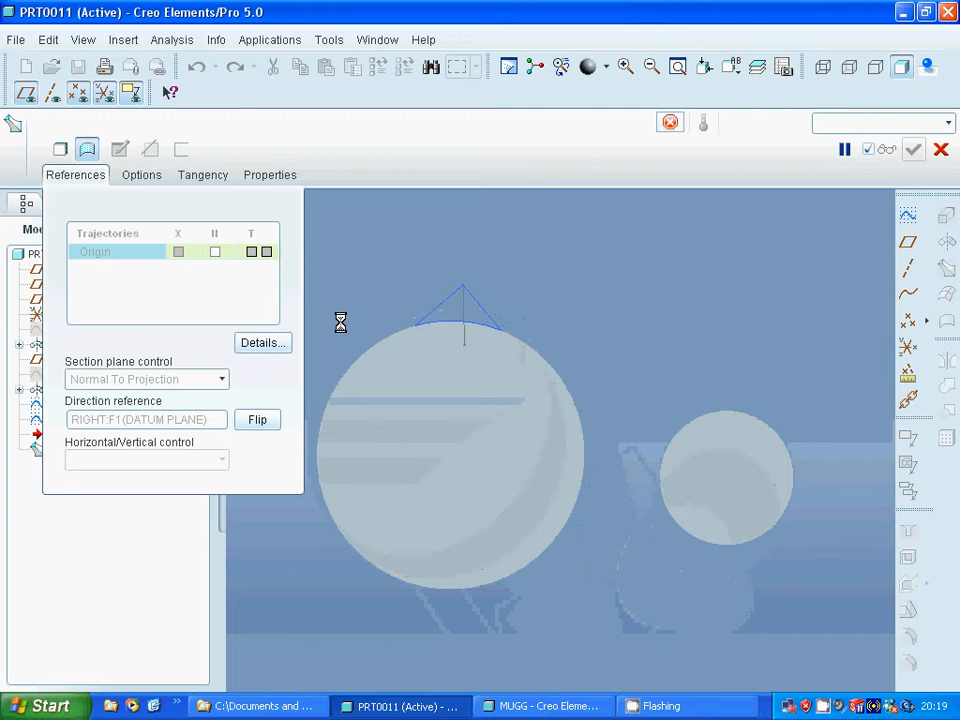 PRT0011 (Active) - Creo Elements/Pro 5.0
File Edit View Insert Analysis Info Applications Tools Window Help
References Options Tangency Properties
Trajectories X N T
Origin
Details...
Section plane control
Normal To Projection
Direction reference
RIGHT:F1(DATUM PLANE)
Flip
Horizontal/Vertical control
Start
C:\Documents and ...
PRT0011 (Active) - ...
MUGG - Creo Eleme...
Flashing
20:19